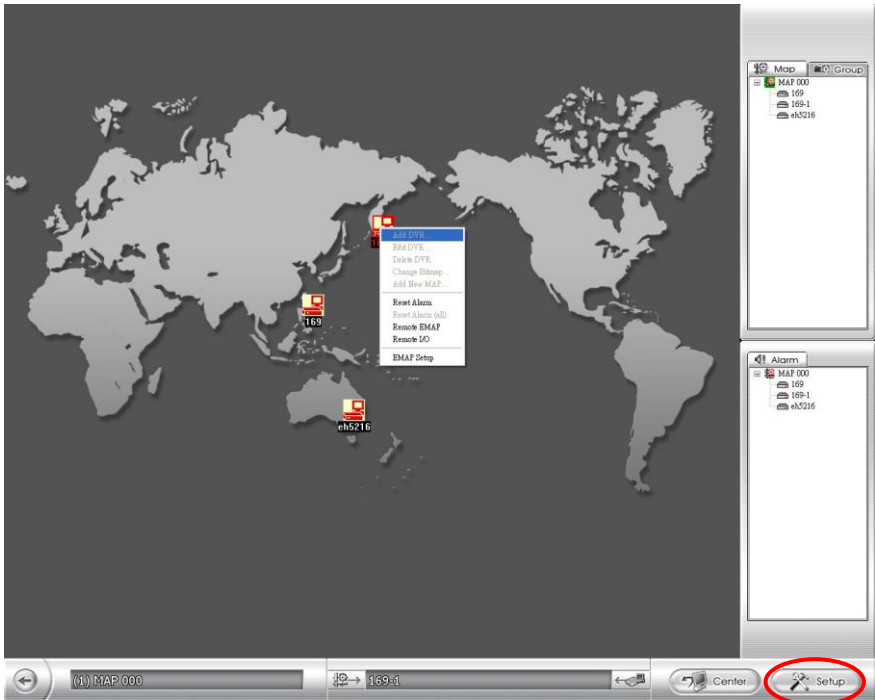 Map
Group
MAP 000
169
169-1
eh5216
Add DVR...
Edit DVR...
Delete DVR
Change Bitmap...
Add New MAP...
Reset Alarm
Reset Alarm (all)
Remote EMAP
Remote I/O
EMAP Setup
169
eh5216
Alarm
MAP 000
169
169-1
eh5216
(1) MAP 000
169-1
Center
Setup